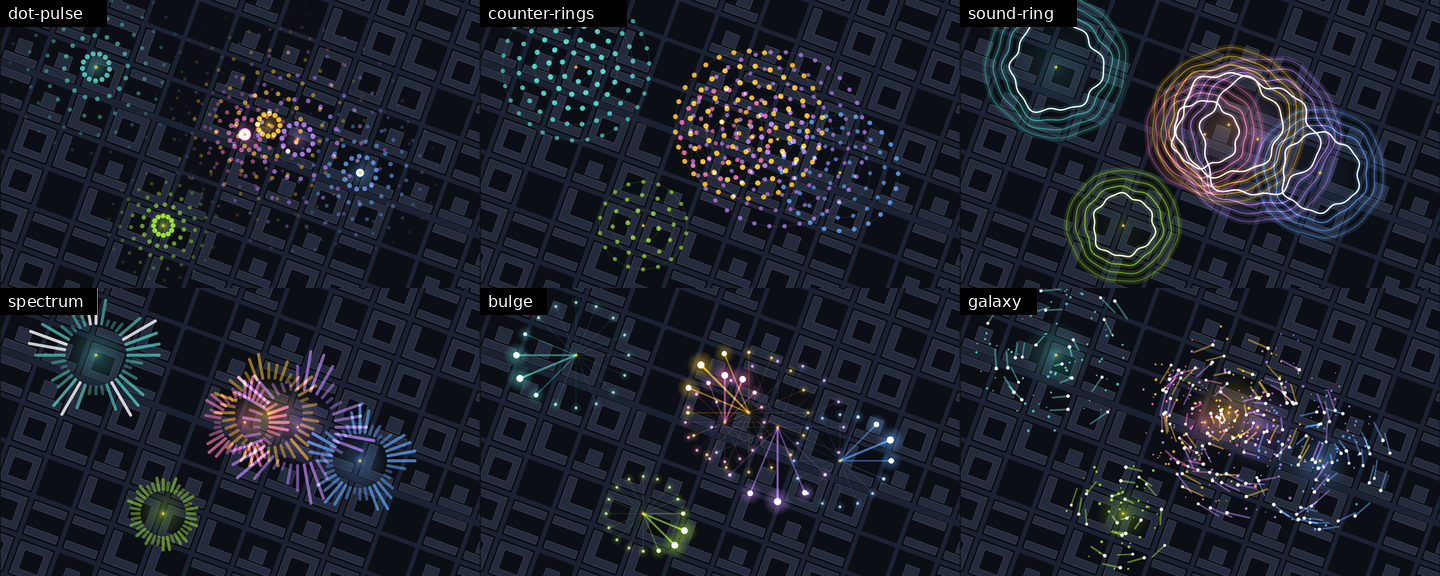 dot-pulse
counter-rings
sound-ring
spectrum
bulge
galaxy